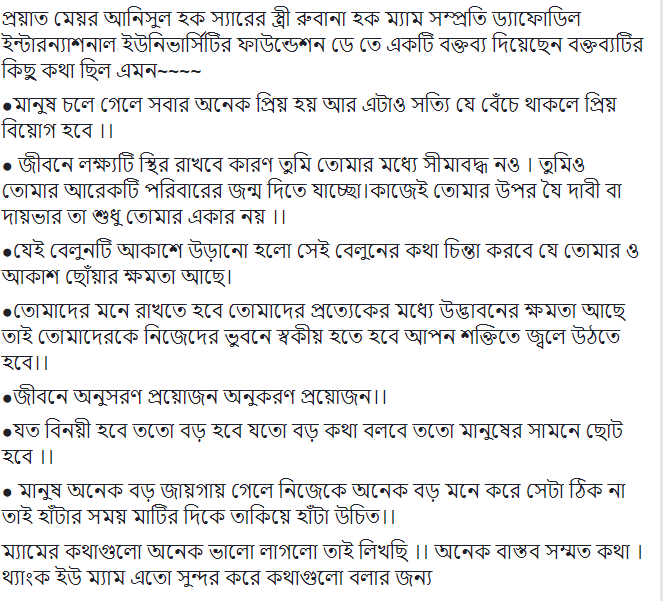 প্রয়াত মেয়র আনিসুল হক স্যারের স্ত্রী রুবানা হক ম্যাম সম্প্রতি ড্যাফোডিল
ইন্টারন্যাশনাল ইউনিভার্সিটির ফাউন্ডেশন ডে তে একটি বক্তব্য দিয়েছেন বক্তব্যটির
কিছু কথা ছিল এমন~~~~
●মানুষ চলে গেলে সবার অনেক প্রিয় হয় আর এটাও সত্যি যে বেঁচে থাকলে প্রিয়
বিয়োগ হবে ।।
● জীবনে লক্ষ্যটি স্থির রাখবে কারণ তুমি তোমার মধ্যে সীমাবদ্ধ নও । তুমিও
তোমার আরেকটি পরিবারের জন্ম দিতে যাচ্ছো।কাজেই তোমার উপর যৈ দাবী বা
দায়ভার তা শুধু তোমার একার নয় ।।
●যেই বেলুনটি আকাশে উড়ানো হলো সেই বেলুনের কথা চিন্তা করবে যে তোমার ও
আকাশ ছোঁয়ার ক্ষমতা আছে।
●তোমাদের মনে রাখতে হবে তোমাদের প্রত্যেকের মধ্যে উদ্ভাবনের ক্ষমতা আছে
তাই তোমাদেরকে নিজেদের ভুবনে স্বকীয় হতে হবে আপন শক্তিতে জ্বলে উঠতে
হবে।।
●জীবনে অনুসরণ প্রয়োজন অনুকরণ প্রয়োজন।।
●যত বিনয়ী হবে ততো বড় হবে যতো বড় কথা বলবে ততো মানুষের সামনে ছোট
হবে ।।
● মানুষ অনেক বড় জায়গায় গেলে নিজেকে অনেক বড় মনে করে সেটা ঠিক না
তাই হাঁটার সময় মাটির দিকে তাকিয়ে হাঁটা উচিত।।
ম্যামের কথাগুলো অনেক ভালো লাগলো তাই লিখছি ।। অনেক বাস্তব সম্মত কথা ।
থ্যাংক ইউ ম্যাম এতো সুন্দর করে কথাগুলো বলার জন্য